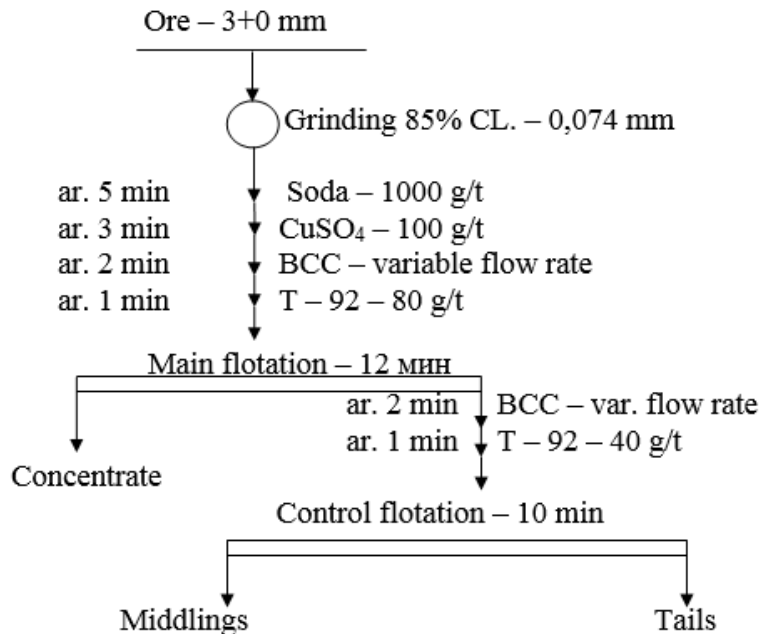 Ore – 3+0 mm
Grinding 85% CL. – 0,074 mm
ar. 5 min Soda – 1000 g/t
ar. 3 min CuSO₄ – 100 g/t
ar. 2 min BCC – variable flow rate
ar. 1 min T – 92 – 80 g/t
Main flotation – 12 мин
ar. 2 min BCC – var. flow rate
ar. 1 min T – 92 – 40 g/t
Concentrate
Control flotation – 10 min
Middlings Tails